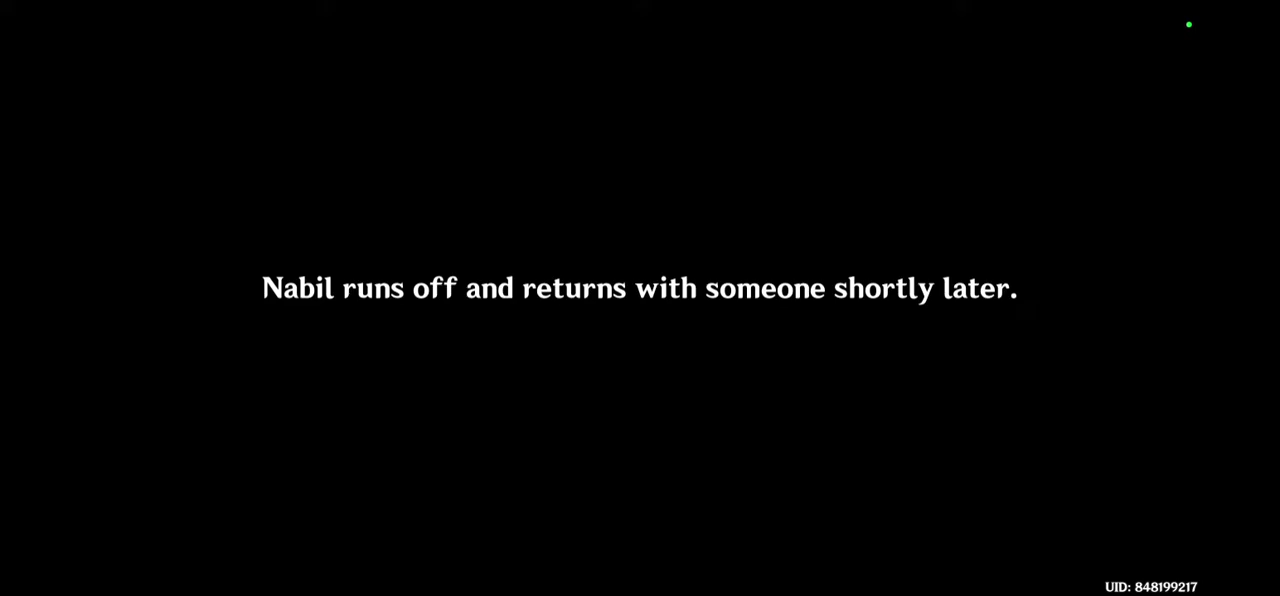 Nabil runs off and returns with someone shortly later.
UID: 848199217